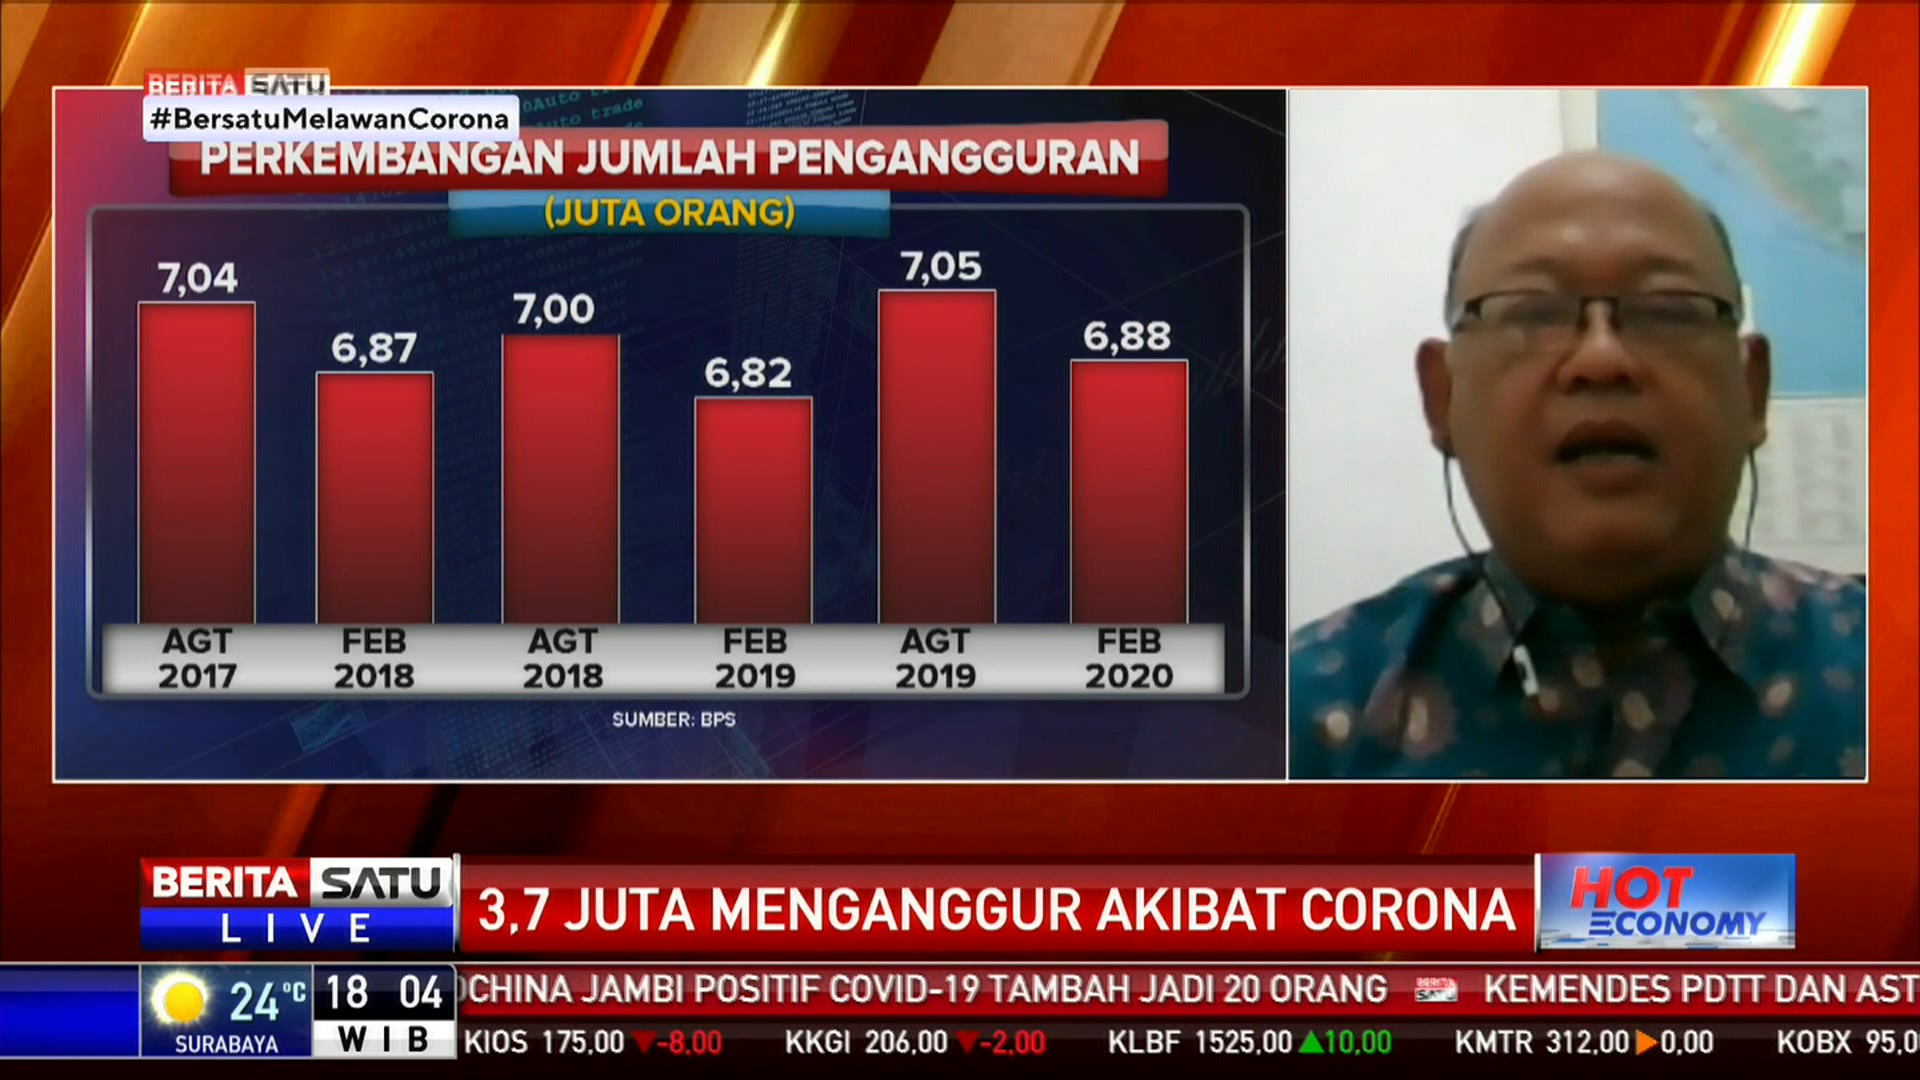 BERITA SATU
#BersatuMelawanCorona
PERKEMBANGAN JUMLAH PENGANGGURAN
(JUTA ORANG)
7,04
6,87
7,00
6,82
7,05
6,88
AGT 2017
FEB 2018
AGT 2018
FEB 2019
AGT 2019
FEB 2020
SUMBER: BPS
BERITA SATU
LIVE
3,7 JUTA MENGANGGUR AKIBAT CORONA
HOT
ECONOMY
24°C
SURABAYA
18 04
WIB
OCHINA JAMBI POSITIF COVID-19 TAMBAH JADI 20 ORANG BERITA SATU KEMENDES PDTT DAN AST
KIOS 175,00 -8,00 KKGI 206,00 -2,00 KLBF 1525,00 10,00 KMTR 312,00 0,00 KOBX 95,0